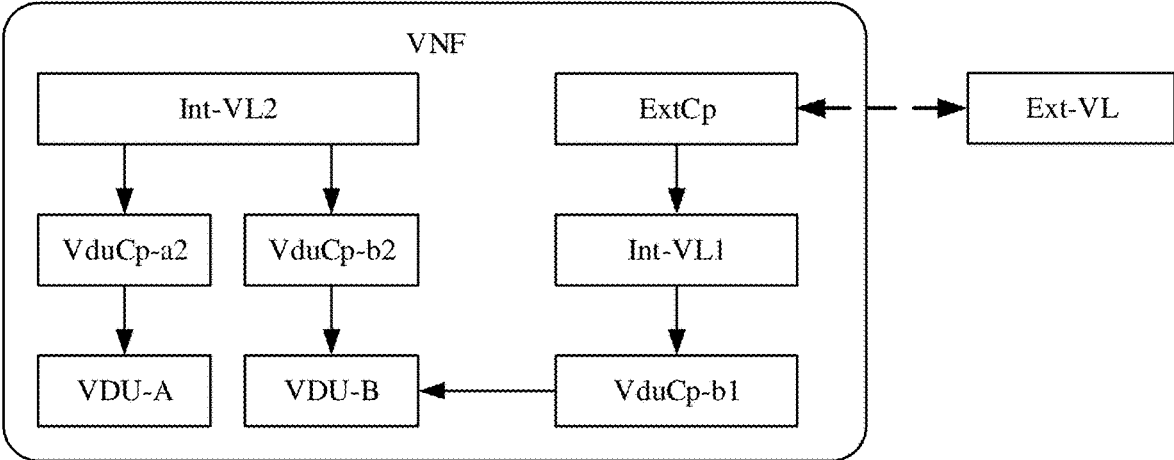 VNF
Int-VL2
ExtCp
Ext-VL
VduCp-a2
VduCp-b2
Int-VL1
VDU-A
VDU-B
VduCp-b1